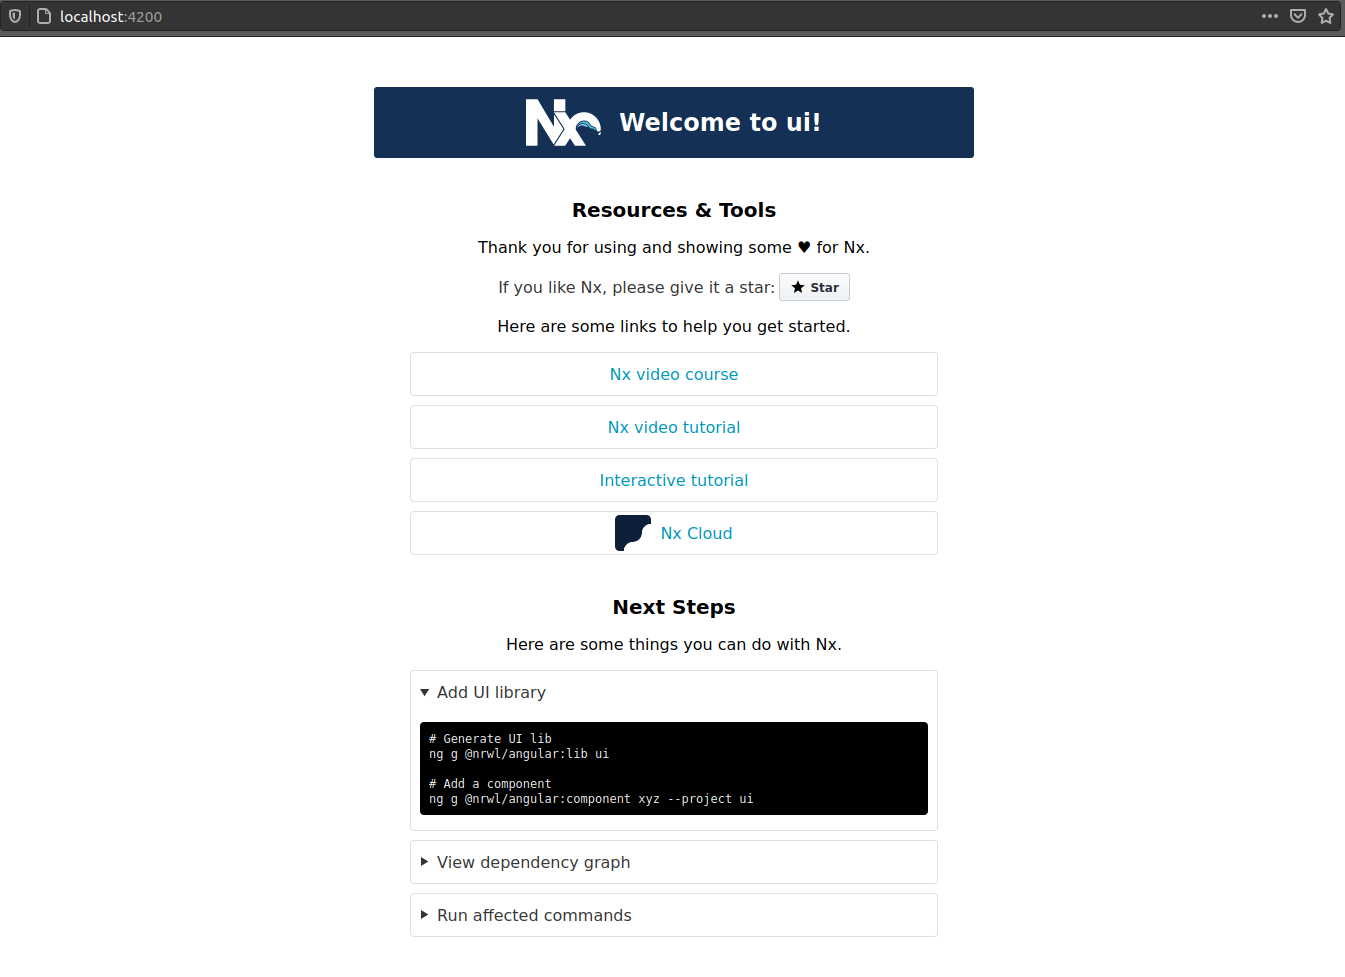 localhost:4200
Nx Welcome to ui!
Resources & Tools
Thank you for using and showing some ♥ for Nx.
If you like Nx, please give it a star: ★ Star
Here are some links to help you get started.
Nx video course
Nx video tutorial
Interactive tutorial
Nx Cloud
Next Steps
Here are some things you can do with Nx.
Add UI library
# Generate UI lib
ng g @nrwl/angular:lib ui
# Add a component
ng g @nrwl/angular:component xyz --project ui
View dependency graph
Run affected commands